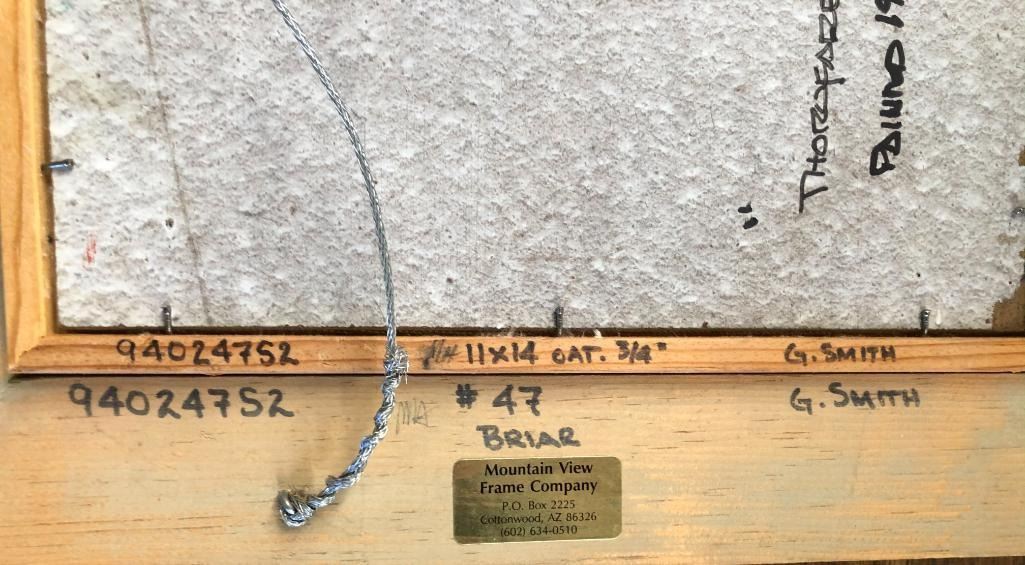 " THOROFARE
PAINTED 19
94024752 11x14 OAT. 3/4" G. SMITH
94024752 # 47 G. SMITH
BRIAR
Mountain View
Frame Company
P.O. Box 2225
Cottonwood, AZ 86326
(602) 634-0510